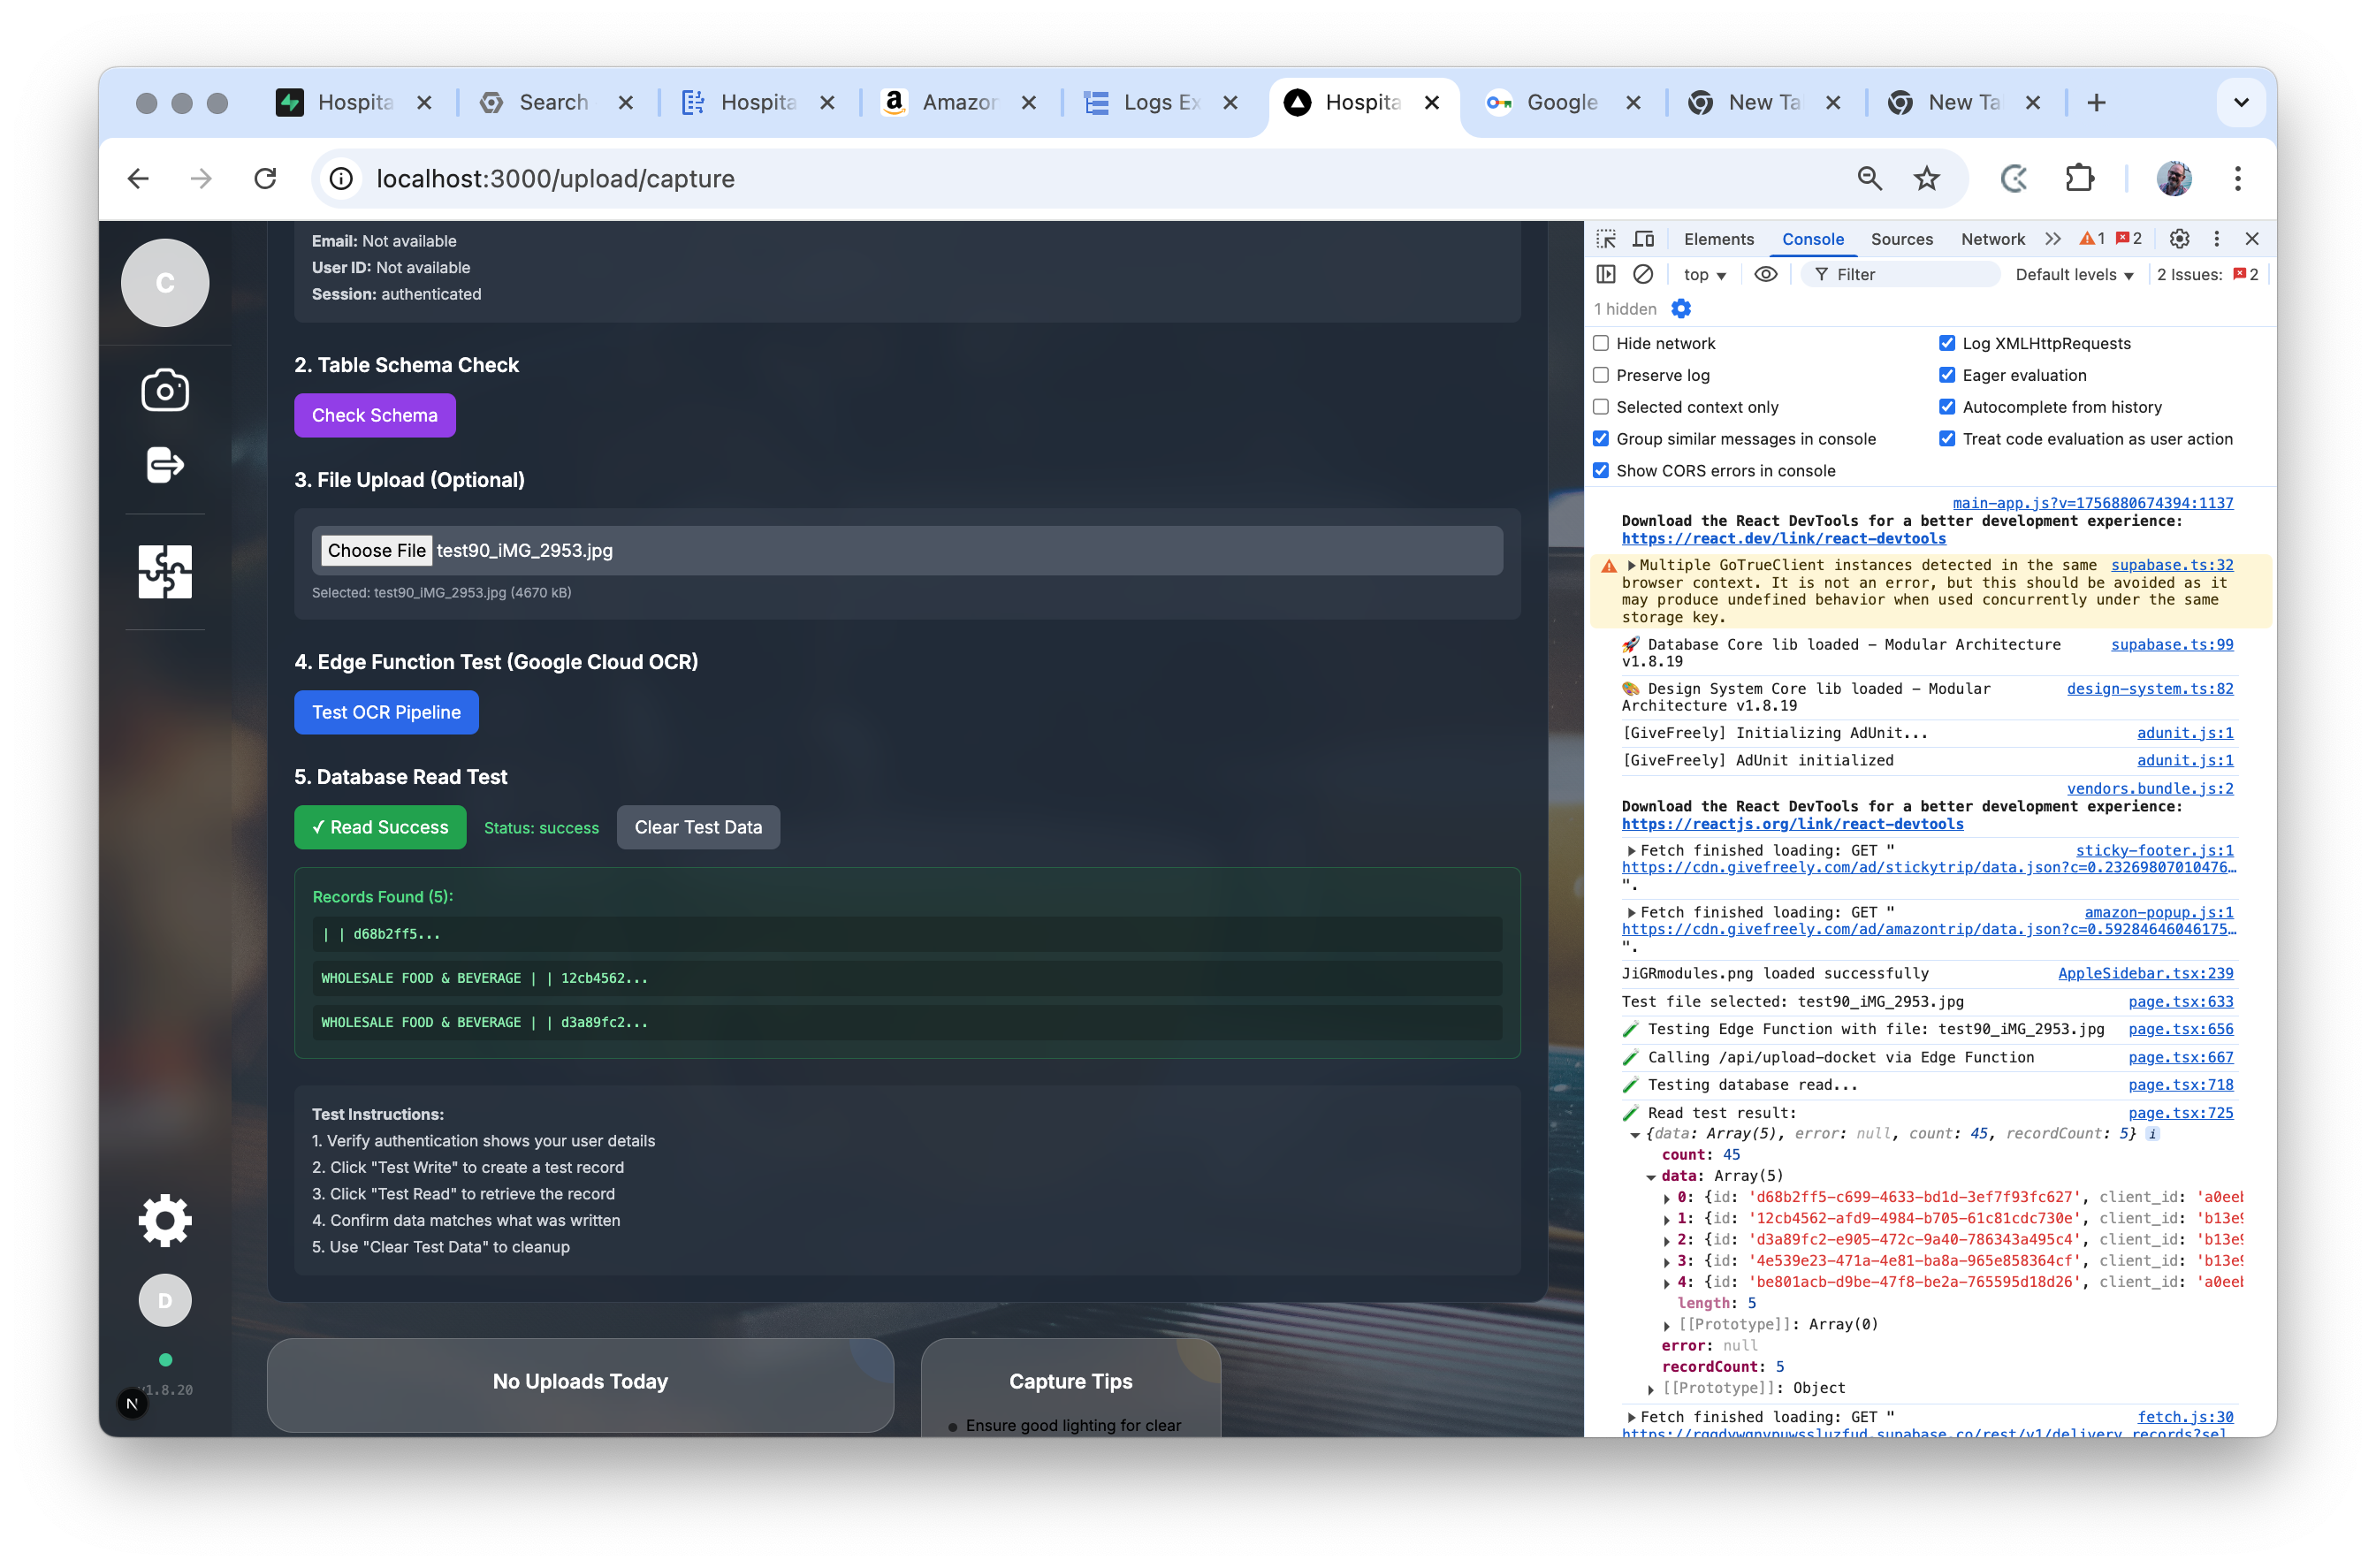 Hospita
Search
Hospita
Amazon
Logs Ex
Hospita
Google
New Ta
New Ta
localhost:3000/upload/capture
C
Email: Not available
User ID: Not available
Session: authenticated
2. Table Schema Check
Check Schema
3. File Upload (Optional)
Choose File test90_iMG_2953.jpg
Selected: test90_iMG_2953.jpg (4670 kB)
4. Edge Function Test (Google Cloud OCR)
Test OCR Pipeline
5. Database Read Test
✓ Read Success Status: success Clear Test Data
Records Found (5):
| | d68b2ff5...
WHOLESALE FOOD & BEVERAGE | | 12cb4562...
WHOLESALE FOOD & BEVERAGE | | d3a89fc2...
Test Instructions:
1. Verify authentication shows your user details
2. Click "Test Write" to create a test record
3. Click "Test Read" to retrieve the record
4. Confirm data matches what was written
5. Use "Clear Test Data" to cleanup
D
v1.8.20
N
No Uploads Today
Capture Tips
Ensure good lighting for clear
Elements Console Sources Network 1 2
top Filter Default levels 2 Issues: 2
1 hidden
Hide network Log XMLHttpRequests
Preserve log Eager evaluation
Selected context only Autocomplete from history
Group similar messages in console Treat code evaluation as user action
Show CORS errors in console
main-app.js?v=1756880674394:1137
Download the React DevTools for a better development experience:
https://react.dev/link/react-devtools
Multiple GoTrueClient instances detected in the same supabase.ts:32
browser context. It is not an error, but this should be avoided as it
may produce undefined behavior when used concurrently under the same
storage key.
🚀 Database Core lib loaded - Modular Architecture supabase.ts:99
v1.8.19
🎨 Design System Core lib loaded - Modular design-system.ts:82
Architecture v1.8.19
[GiveFreely] Initializing AdUnit... adunit.js:1
[GiveFreely] AdUnit initialized adunit.js:1
vendors.bundle.js:2
Download the React DevTools for a better development experience:
https://reactjs.org/link/react-devtools
Fetch finished loading: GET " sticky-footer.js:1
https://cdn.givefreely.com/ad/stickytrip/data.json?c=0.23269807010476…
".
Fetch finished loading: GET " amazon-popup.js:1
https://cdn.givefreely.com/ad/amazontrip/data.json?c=0.59284646046175…
".
JiGRmodules.png loaded successfully AppleSidebar.tsx:239
Test file selected: test90_iMG_2953.jpg page.tsx:633
🧪 Testing Edge Function with file: test90_iMG_2953.jpg page.tsx:656
🧪 Calling /api/upload-docket via Edge Function page.tsx:667
🧪 Testing database read... page.tsx:718
🧪 Read test result: page.tsx:725
{data: Array(5), error: null, count: 45, recordCount: 5} i
count: 45
data: Array(5)
0: {id: 'd68b2ff5-c699-4633-bd1d-3ef7f93fc627', client_id: 'a0eeb
1: {id: '12cb4562-afd9-4984-b705-61c81cdc730e', client_id: 'b13e9
2: {id: 'd3a89fc2-e905-472c-9a40-786343a495c4', client_id: 'b13e9
3: {id: '4e539e23-471a-4e81-ba8a-965e858364cf', client_id: 'b13e9
4: {id: 'be801acb-d9be-47f8-be2a-765595d18d26', client_id: 'a0eeb
length: 5
[[Prototype]]: Array(0)
error: null
recordCount: 5
[[Prototype]]: Object
Fetch finished loading: GET " fetch.js:30